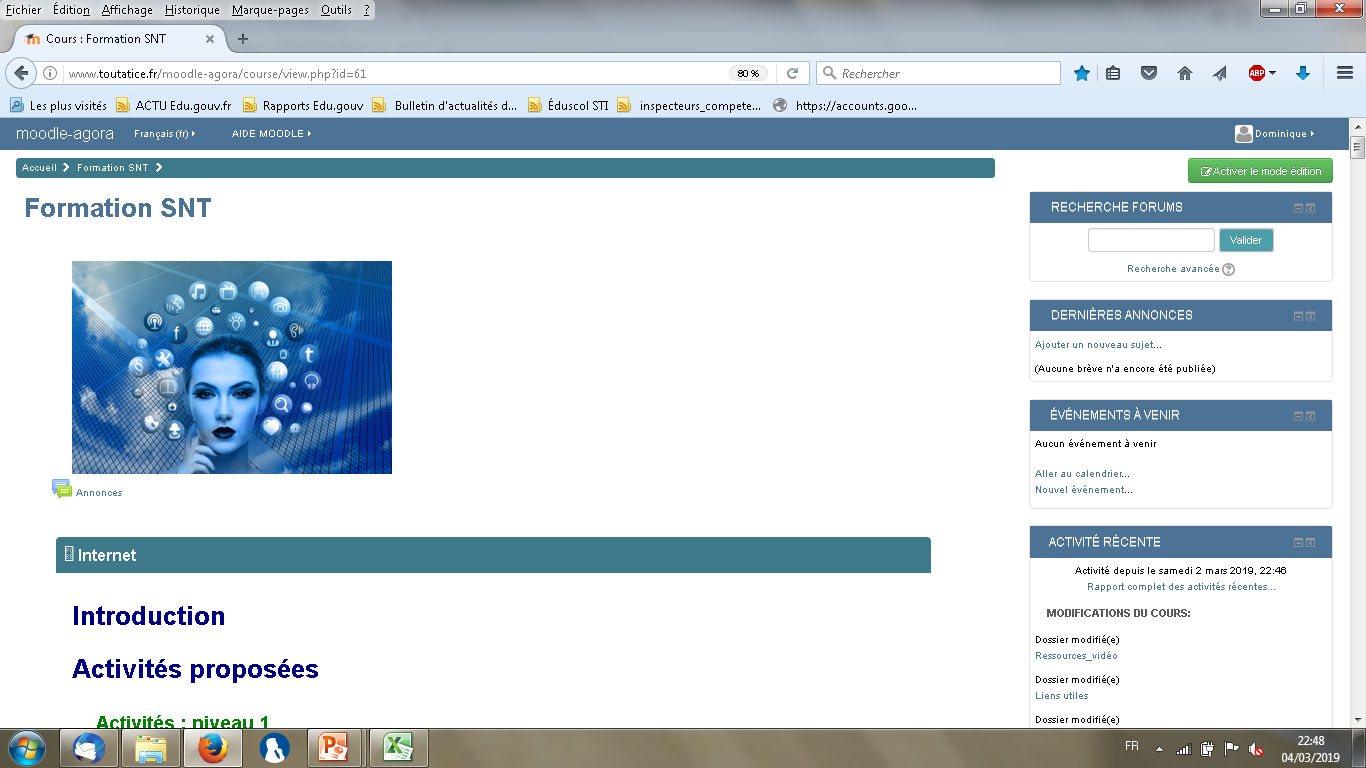 Fichier Édition Affichage Historique Marque-pages Outils ?
Cours : Formation SNT
www.toutatice.fr/moodle-agora/course/view.php?id=61
80 %
Rechercher
ABP
Les plus visités
ACTU Edu.gouv.fr
Rapports Edu.gouv
Bulletin d'actualités d...
Éduscol STI
inspecteurs_compete...
https://accounts.goo...
moodle-agora
Français (fr)
AIDE MOODLE
Dominique
Accueil
Formation SNT
Activer le mode édition
Formation SNT
Annonces
Internet
Introduction
Activités proposées
Activités : niveau 1
RECHERCHE FORUMS
Valider
Recherche avancée
DERNIÈRES ANNONCES
Ajouter un nouveau sujet...
(Aucune brève n'a encore été publiée)
ÉVÉNEMENTS À VENIR
Aucun événement à venir
Aller au calendrier...
Nouvel événement...
ACTIVITÉ RÉCENTE
Activité depuis le samedi 2 mars 2019, 22:46
Rapport complet des activités récentes...
MODIFICATIONS DU COURS:
Dossier modifié(e)
Ressources_vidéo
Dossier modifié(e)
Liens utiles
Dossier modifié(e)
FR
22:48
04/03/2019